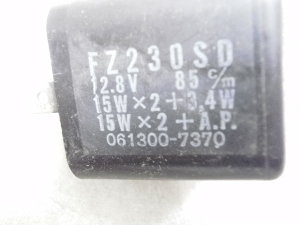 FZ230SD
12.8V 85 c/m
15W×2+3.4W
15W×2+A.P.
061300-7370